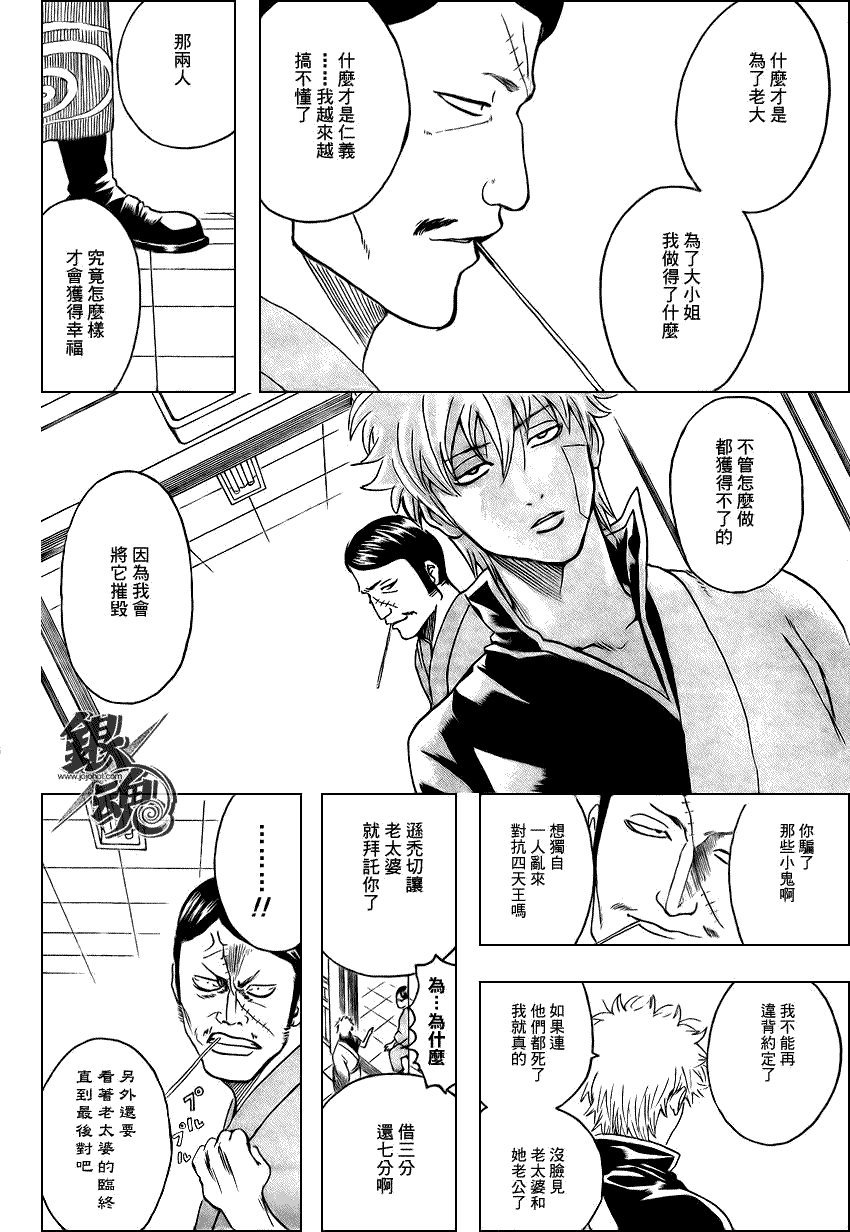 什麼才是
為了老大
為了大小姐
我做得了什麼
什麼才是仁義
……我越來越
搞不懂了
那兩人
究竟怎麼樣
才會獲得幸福
不管怎麼做
都獲得不了的
因為我會
將它摧毀
銀魂
www.jojohot.com
你騙了
那些小鬼啊
想獨自
一人亂來
對抗四天王嗎
我不能再
違背約定了
如果連
他們都死了
我就真的
沒臉見
老太婆和
她老公了
遜禿切讓
老太婆
就拜託你了
為…為什麼
借三分
還七分啊
………!!
另外還要
看著老太婆的臨終
直到最後對吧
プルプル